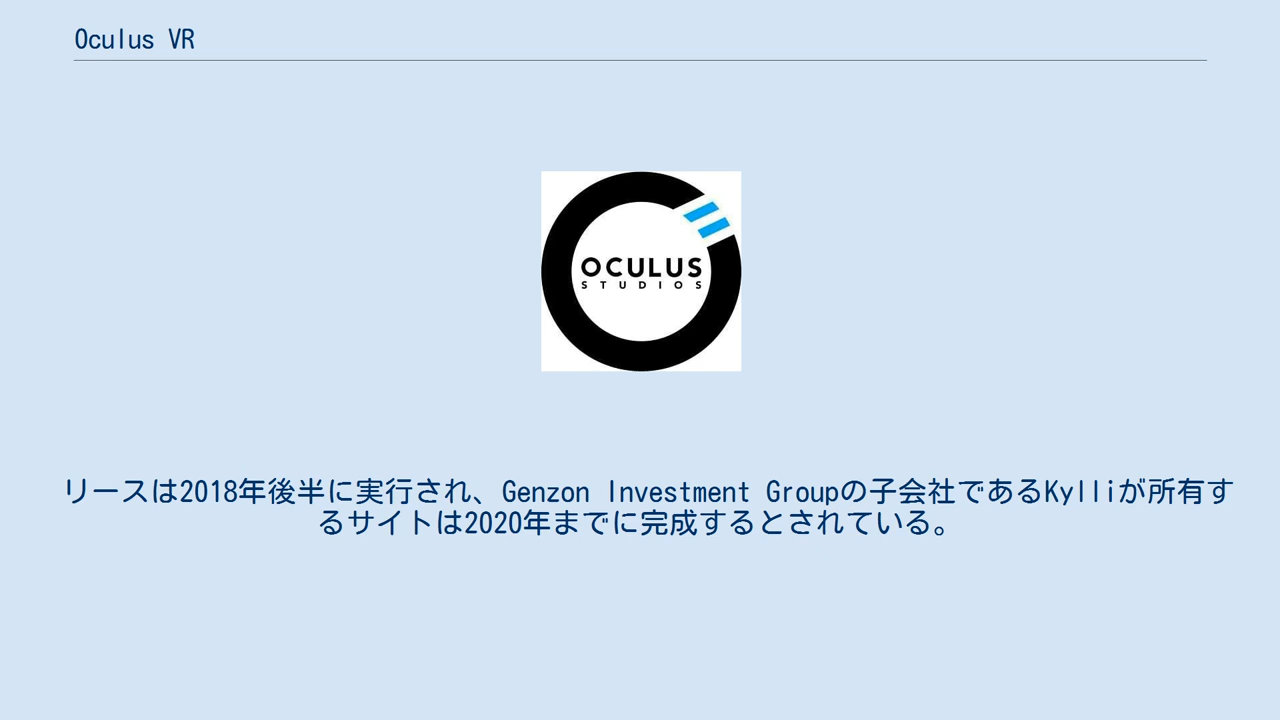 Oculus VR
OCULUS
STUDIOS
リースは2018年後半に実行され、Genzon Investment Groupの子会社であるKylliが所有す
るサイトは2020年までに完成するとされている。